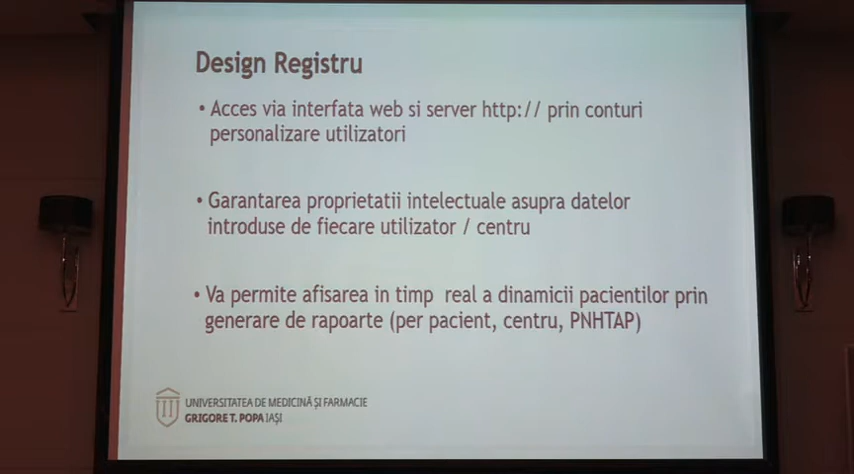 Design Registru
• Acces via interfata web si server http:// prin conturi
personalizare utilizatori
• Garantarea proprietatii intelectuale asupra datelor
introduse de fiecare utilizator / centru
• Va permite afisarea in timp real a dinamicii pacientilor prin
generare de rapoarte (per pacient, centru, PNHTAP)
UNIVERSITATEA DE MEDICINĂ ȘI FARMACIE
GRIGORE T. POPA IAȘI